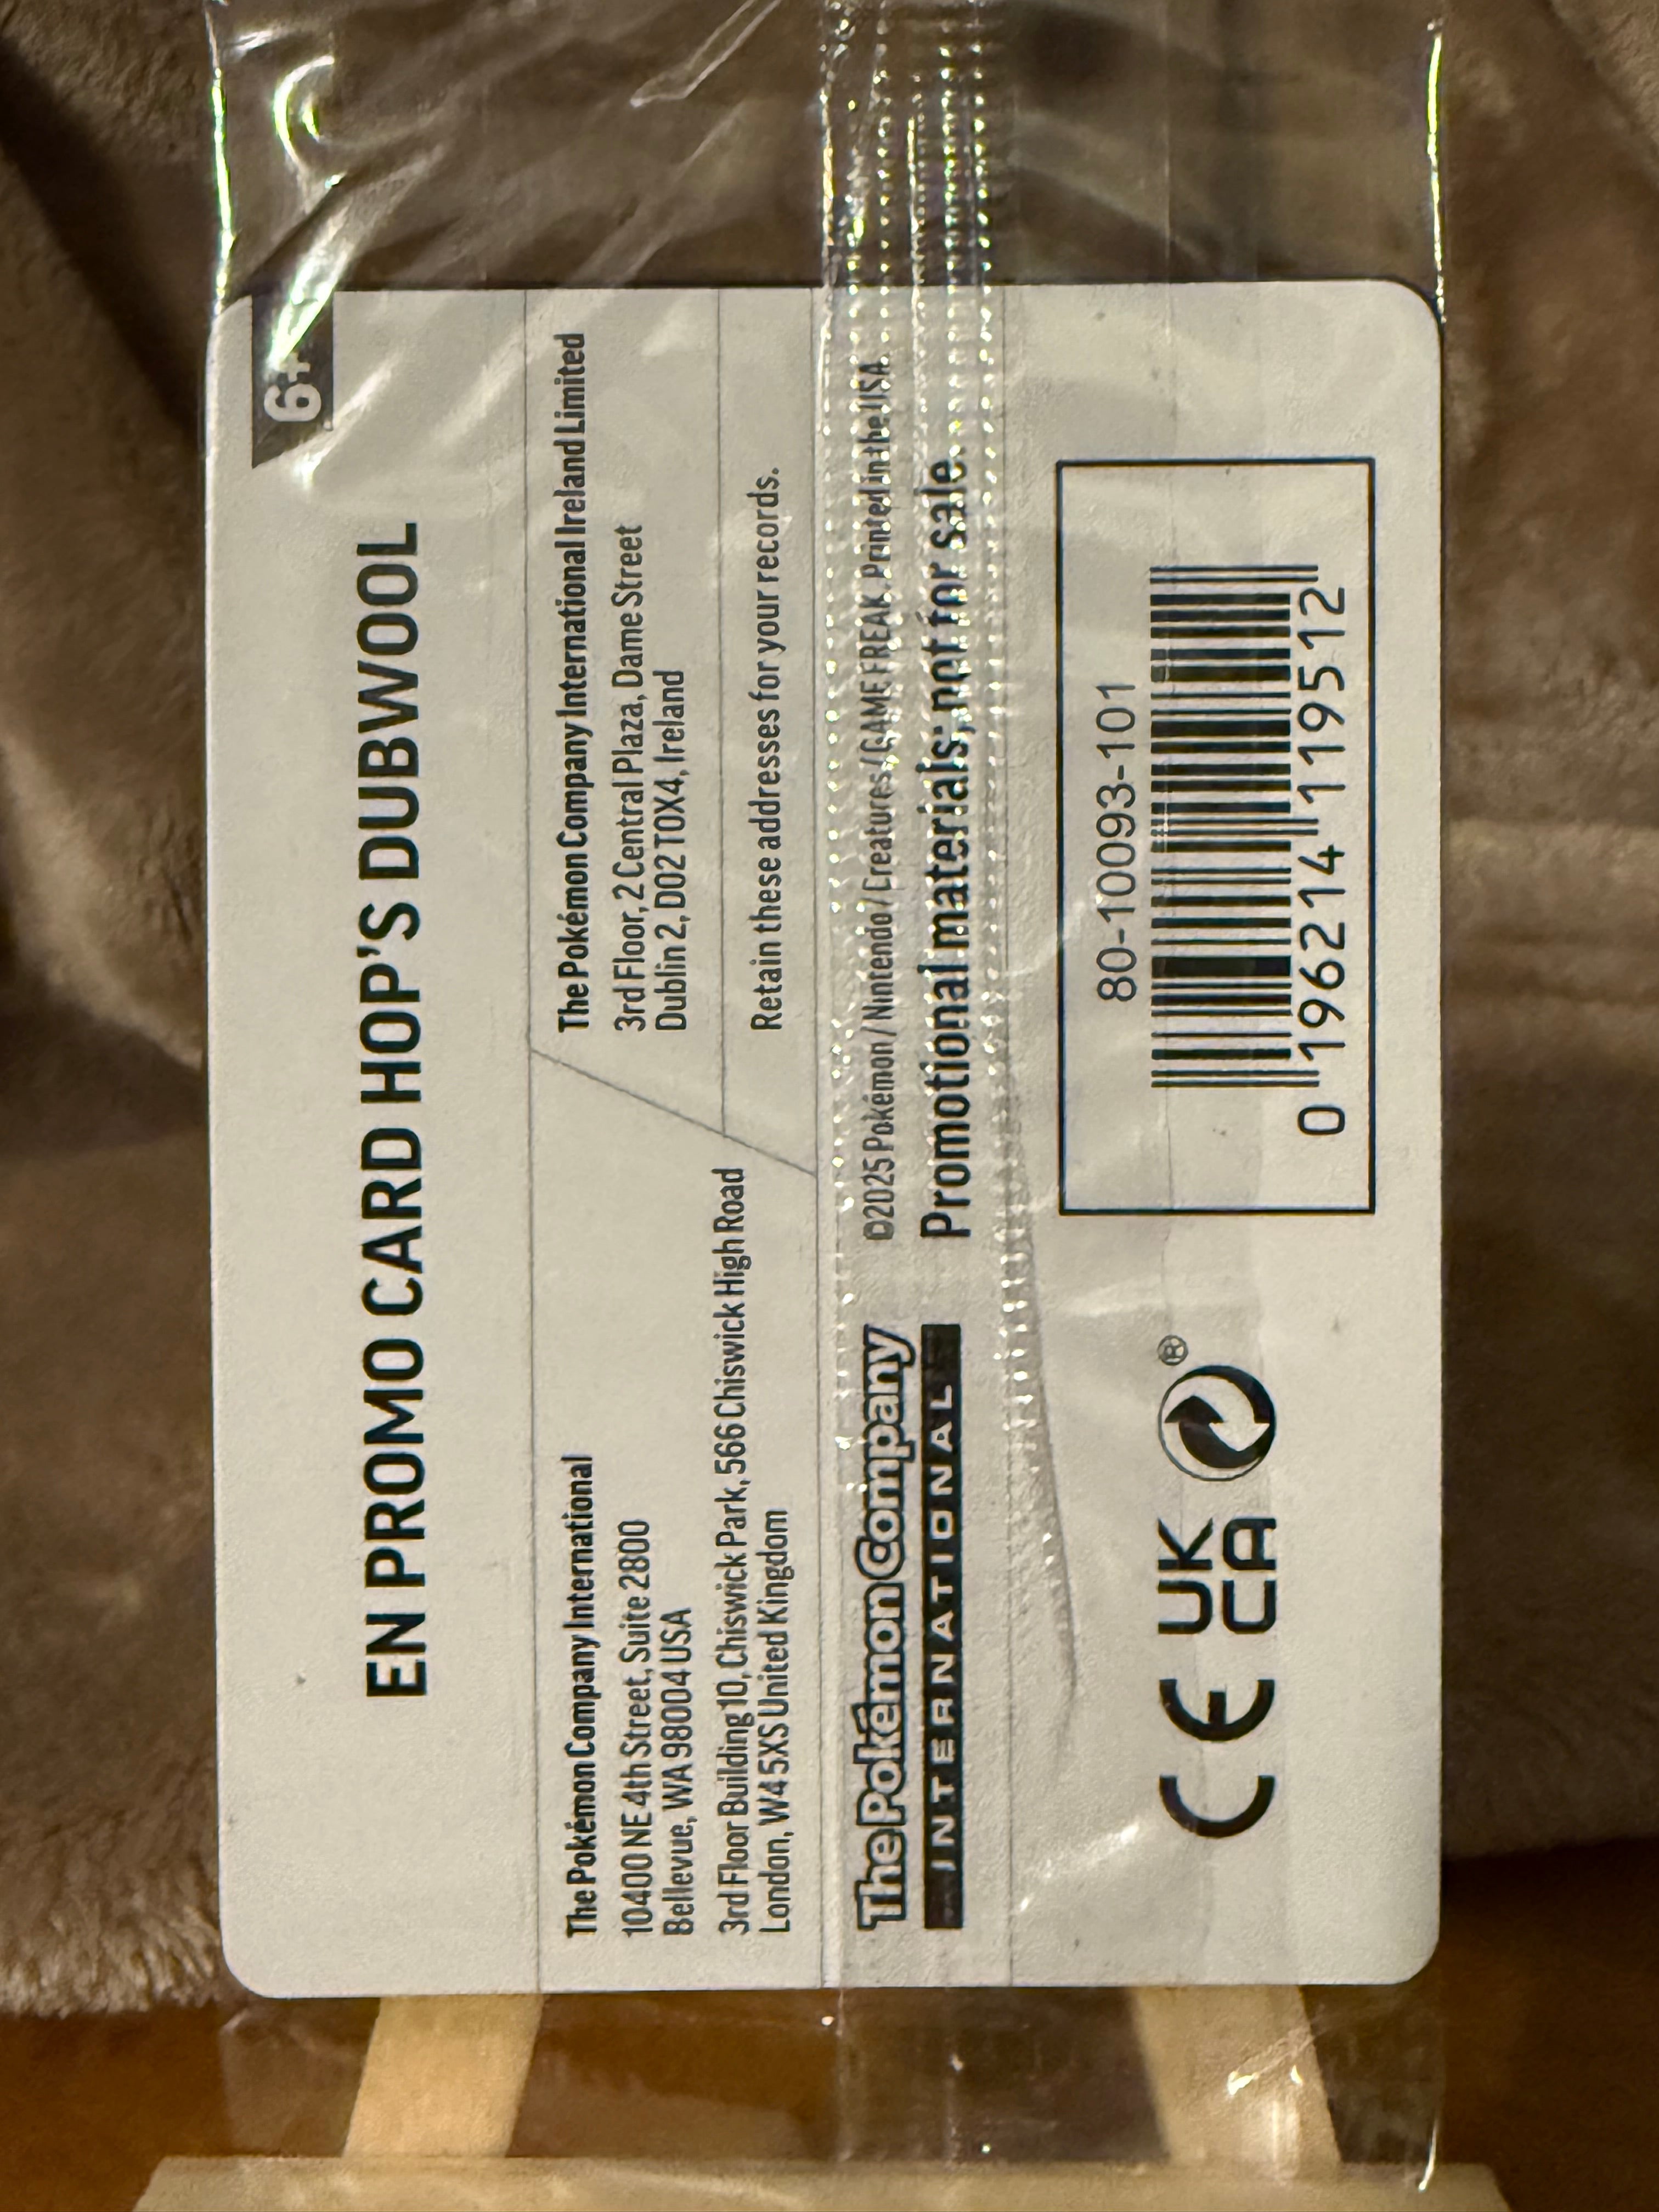 6+
EN PROMO CARD HOP'S DUBWOOL
The Pokémon Company International
10400 NE 4th Street, Suite 2800
Bellevue, WA 98004 USA
3rd Floor Building 10, Chiswick Park, 566 Chiswick High Road
London, W4 5XS United Kingdom
The Pokémon Company International Ireland Limited
3rd Floor, 2 Central Plaza, Dame Street
Dublin 2, D02 T0X4, Ireland
Retain these addresses for your records.
The Pokémon Company
INTERNATIONAL
©2025 Pokémon / Nintendo / Creatures / GAME FREAK. Printed in the USA.
Promotional materials; not for sale.
CE
UK
CA
®
80-10093-101
0 196214 119512